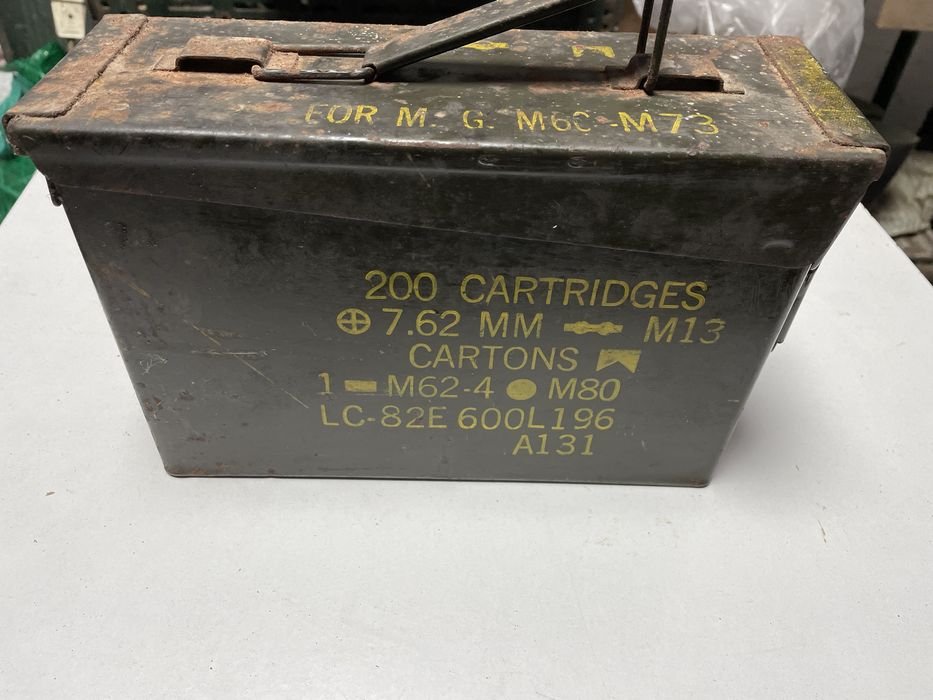 FOR M. G. M60-M73
200 CARTRIDGES
7.62 MM M13
CARTONS
1 M62-4 M80
LC-82E 600L196
A131